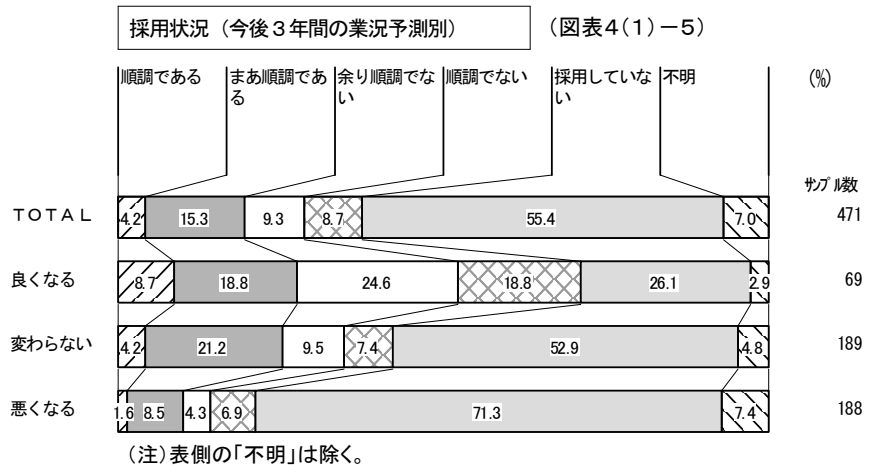 採用状況（今後３年間の業況予測別）　（図表4(1)－5）
順調である　まあ順調であ　余り順調でな　順調でない　採用していな　不明　(%)
る　い　い
ｻﾝﾌﾟﾙ数
ＴＯＴＡＬ　4.2　15.3　9.3　8.7　55.4　7.0　471
良くなる　8.7　18.8　24.6　18.8　26.1　2.9　69
変わらない　4.2　21.2　9.5　7.4　52.9　4.8　189
悪くなる　1.6　8.5　4.3　6.9　71.3　7.4　188
（注）表側の「不明」は除く。